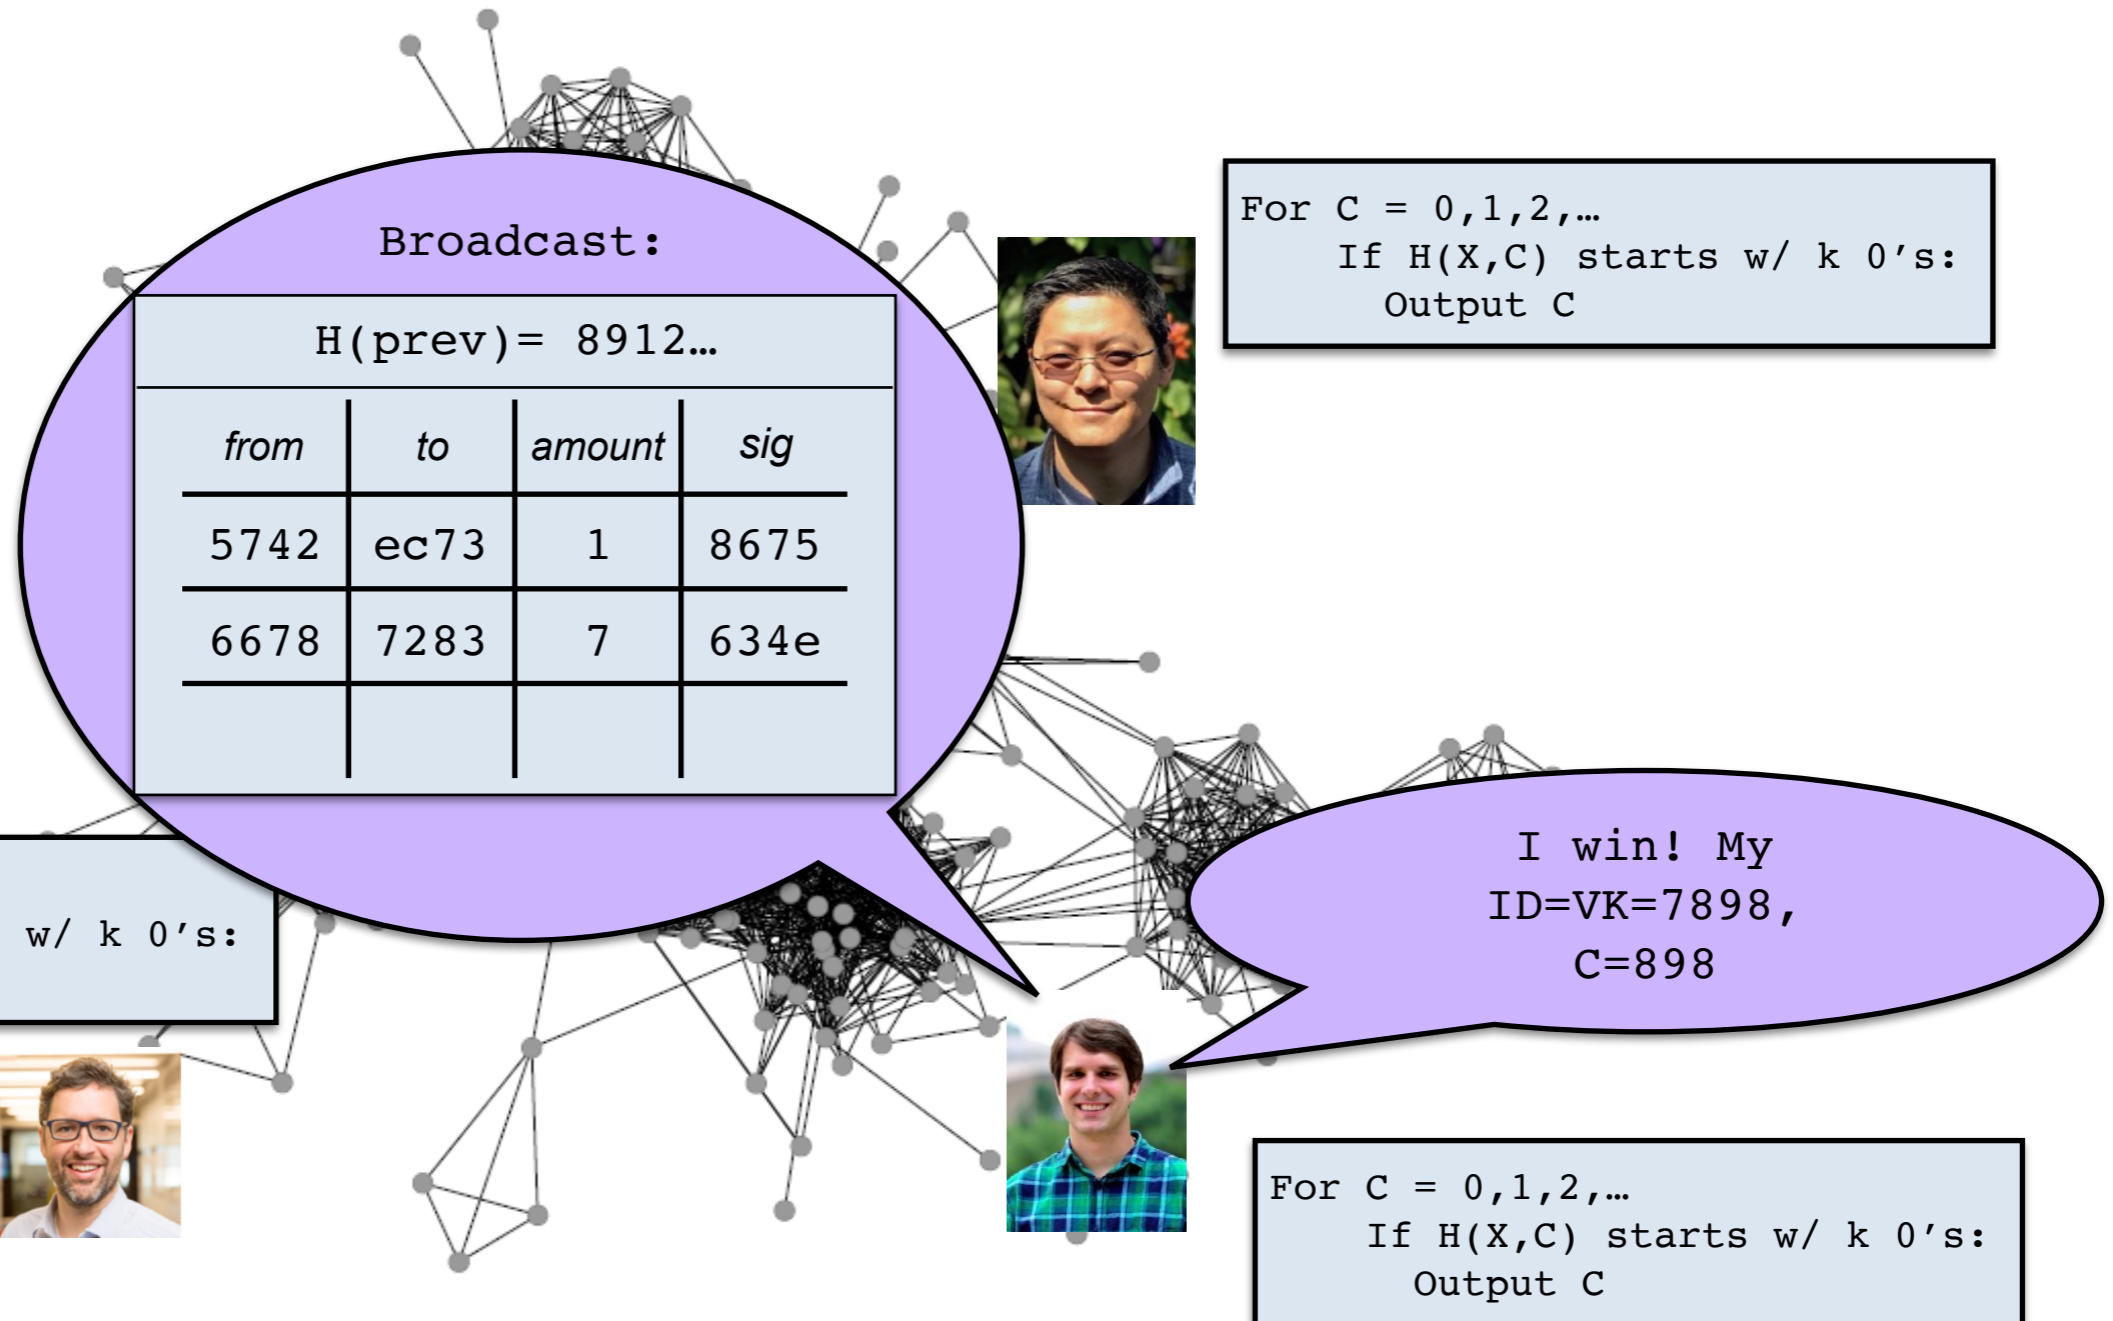 Broadcast:
H(prev)= 8912…
from to amount sig
5742 ec73 1 8675
6678 7283 7 634e
For C = 0,1,2,…
If H(X,C) starts w/ k 0's:
Output C
w/ k 0's:
I win! My
ID=VK=7898,
C=898
For C = 0,1,2,…
If H(X,C) starts w/ k 0's:
Output C